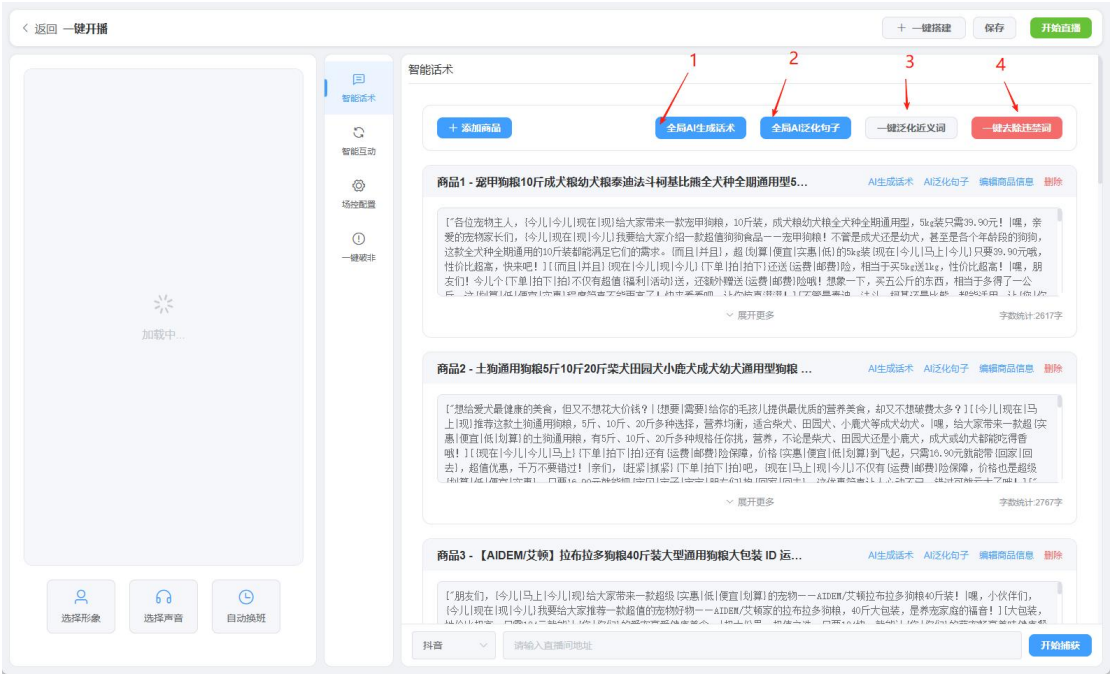 返回 一键开播
＋ 一键搭建
保存
开始直播
加载中...
选择形象
选择声音
自动换班
智能话术
智能互动
场控配置
一键破非
智能话术
1
2
3
4
＋ 添加商品
全局AI生成话术
全局AI泛化句子
一键泛化近义词
一键去除违禁词
商品1 - 宠甲狗粮10斤成犬粮幼犬粮泰迪法斗柯基比熊全犬种全期通用型5...
AI生成话术 AI泛化句子 编辑商品信息 删除
["各位宠物主人，{今儿|今儿|现在|现}给大家带来一款宠甲狗粮，10斤装，成犬粮幼犬粮全犬种全期通用型，5kg装只需39.90元！|嘿，亲
爱的宠物家长们，{今儿|现在|现|今儿}我要给大家介绍一款超值狗狗食品——宠甲狗粮！不管是成犬还是幼犬，甚至是各个年龄段的狗狗，
这款全犬种全期通用的10斤装都能满足它们的需求。{而且|并且}，超{划算|便宜|实惠|低}的5kg装{现在|今儿|马上|今儿}只要39.90元哦，
性价比超高，快来吧！][{而且|并且}{现在|今儿|现|今儿}{下单|拍|拍下}还送{运费|邮费}险，相当于买5kg送1kg，性价比超高！|嘿，朋
友们！今儿个{下单|拍下|拍}不仅有超值{福利|活动}送，还额外赠送{运费|邮费}险哦！想象一下，买五公斤的东西，相当于多得了一公
展开更多
字数统计:2617字
商品2 - 土狗通用狗粮5斤10斤20斤柴犬田园犬小鹿犬成犬幼犬通用型狗粮 ...
AI生成话术 AI泛化句子 编辑商品信息 删除
["想给爱犬最健康的美食，但又不想花大价钱？|{想要|需要}给你的毛孩儿提供最优质的营养美食，却又不想破费太多？][{今儿|现在|马
上|现}推荐这款土狗通用狗粮，5斤、10斤、20斤多种选择，营养均衡，适合柴犬、田园犬、小鹿等成犬幼犬。|嘿，给大家带来一款超{实
惠|便宜|低|划算}的土狗通用粮，有5斤、10斤、20斤多种规格任你挑，营养，不论是柴犬、田园犬还是小鹿犬，成犬或幼犬都能吃得香
哦！][{现在|今儿|今儿|马上}{下单|拍下|拍}还有{运费|邮费}险保障，价格{实惠|便宜|低|划算}到飞起，只需16.90元就能带{回家|回
去}，超值优惠，千万不要错过！|亲们，{赶紧|抓紧}{下单|拍下|拍}吧，{现在|马上|现|今儿}不仅有{运费|邮费}险保障，价格也是超级
展开更多
字数统计:2767字
商品3 - 【AIDEM/艾顿】拉布拉多狗粮40斤装大型通用狗粮大包装 ID 运...
AI生成话术 AI泛化句子 编辑商品信息 删除
["朋友们，{今儿|马上|今儿|现}给大家带来一款超级{实惠|低|便宜|划算}的宠物——AIDEM/艾顿拉布拉多狗粮40斤装！|嘿，小伙伴们，
{今儿|现在|现|今儿}我要给大家推荐一款超值的宠物好物——AIDEM/艾顿家的拉布拉多狗粮，40斤大包装，是养宠家庭的福音！][大包装，
抖音
请输入直播间地址
开始捕获